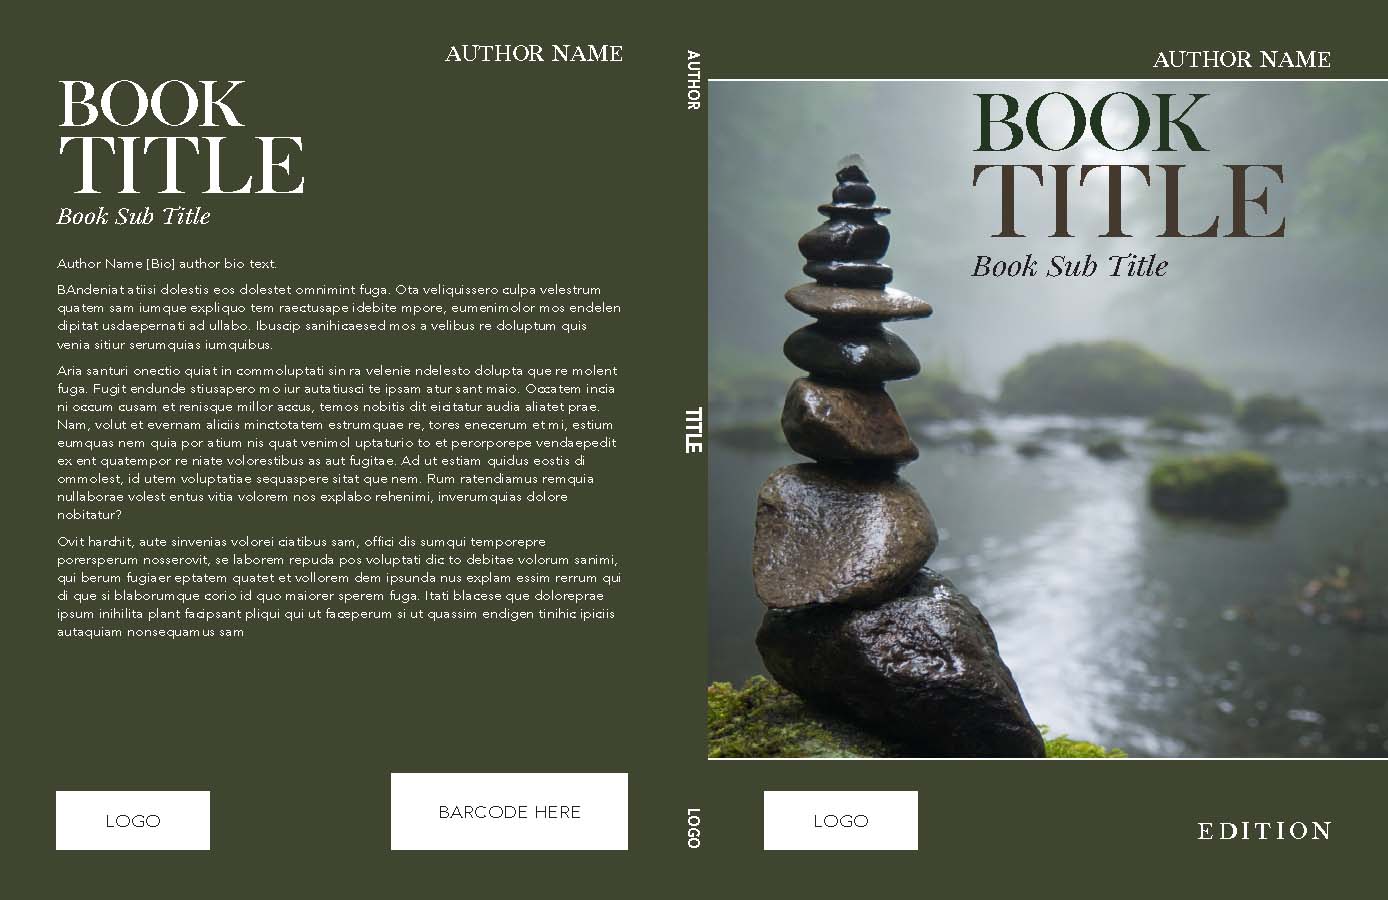 AUTHOR NAME
BOOK
TITLE
Book Sub Title
Author Name [Bio] author bio text.
BAndeniat atiisi dolestis eos dolestet omnimint fuga. Ota veliquissero culpa velestrum
quatem sam iumque expliquo tem raectusape idebite mpore, eumenimolor mos endelen
dipitat usdaepernati ad ullabo. Ibuscip sanihicaesed mos a velibus re doluptum quis
venia sitiur serumquias iumquibus.
Aria santuri onectio quiat in commoluptati sin ra velenie ndelesto dolupta que re molent
fuga. Fugit endunde stiusapero mo iur autatiusci te ipsam atur sant maio. Occatem incia
ni occum cusam et renisque millor accus, temos nobitis dit eicitatur audia aliatet prae.
Nam, volut et evernam aliciis minctotatem estrumquae re, tores enecerum et mi, estium
eumquas nem quia por atium nis quat venimol uptaturio to et perorporepe vendaepedit
ex ent quatempor re niate volorestibus as aut fugitae. Ad ut estiam quidus eostis di
ommolest, id utem voluptatiae sequaspere sitat que nem. Rum ratendiamus remquia
nullaborae volest entus vitia volorem nos explabo rehenimi, inverumquias dolore
nobitatur?
Ovit harchit, aute sinvenias volorei ciatibus sam, offici dis sumqui temporepre
porersperum nosserovit, se laborem repuda pos voluptati dic to debitae volorum sanimi,
qui berum fugiaer eptatem quatet et vollorem dem ipsunda nus explam essim rerrum qui
di que si blaborumque corio id quo maiorer sperem fuga. Itati blacese que doloreprae
ipsum inihilita plant facipsant pliqui qui ut faceperum si ut quassim endigen tinihic ipiciis
autaquiam nonsequamus sam
LOGO
BARCODE HERE
AUTHOR
TITLE
LOGO
AUTHOR NAME
BOOK
TITLE
Book Sub Title
LOGO
EDITION